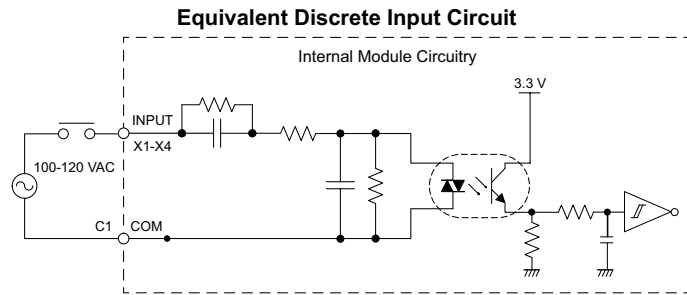 Equivalent Discrete Input Circuit
Internal Module Circuitry
3.3 V
INPUT
X1-X4
100-120 VAC
C1
COM